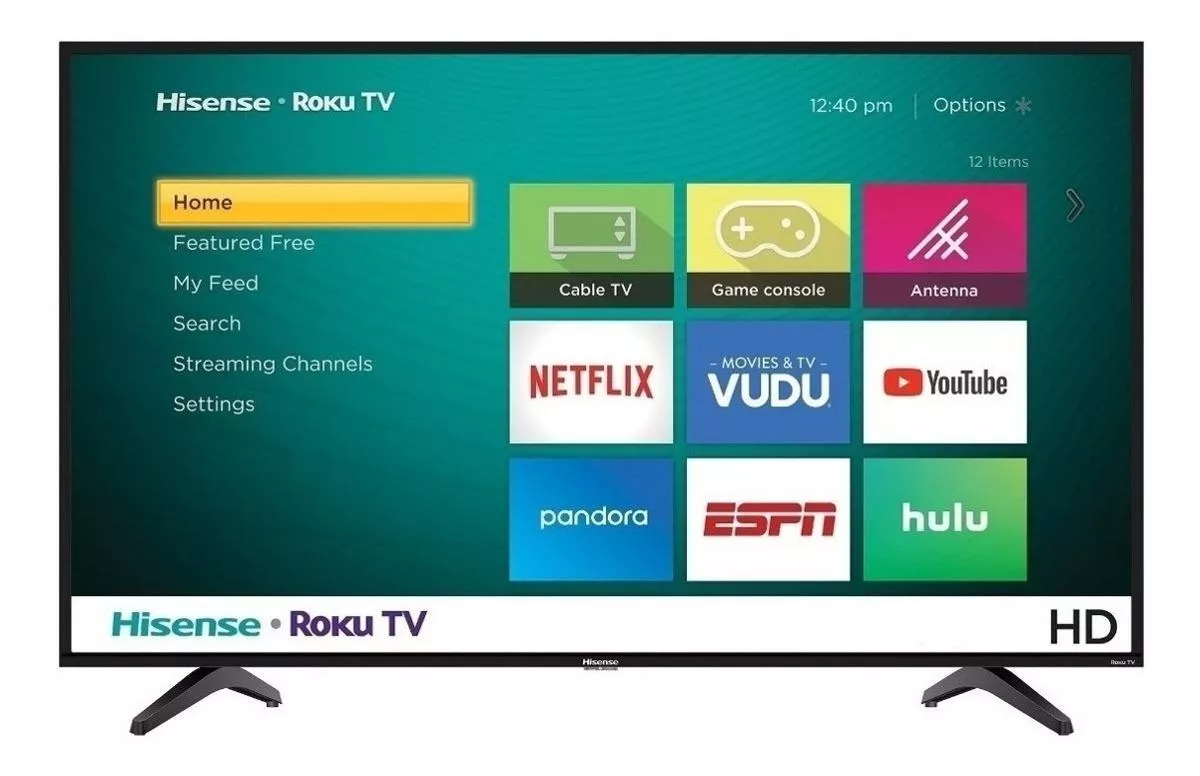 Hisense • Roku TV
12:40 pm | Options *
12 Items
Home
Featured Free
My Feed
Search
Streaming Channels
Settings
Cable TV
Game console
Antenna
NETFLIX
– MOVIES & TV –
VUDU
YouTube
pandora
ESPN
hulu
Hisense • Roku TV
HD
Hisense
Roku TV